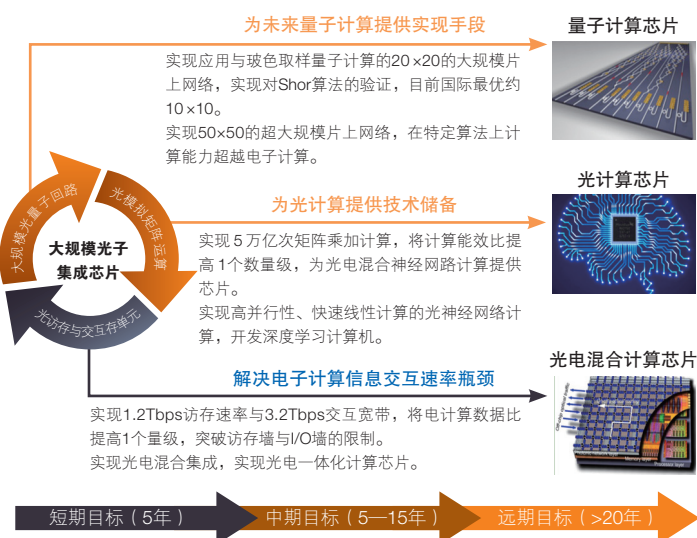 为未来量子计算提供实现手段
量子计算芯片
实现应用与玻色取样量子计算的20×20的大规模片
上网络，实现对Shor算法的验证，目前国际最优约
10×10。
实现50×50的超大规模片上网络，在特定算法上计
算能力超越电子计算。
大规模光量子回路
光模拟矩阵运算
光访存与交互存单元
大规模光子
集成芯片
为光计算提供技术储备
光计算芯片
实现5万亿次矩阵乘加计算，将计算能效比提
高1个数量级，为光电混合神经网路计算提供
芯片。
实现高并行性、快速线性计算的光神经网络计
算，开发深度学习计算机。
解决电子计算信息交互速率瓶颈
光电混合计算芯片
实现1.2Tbps访存速率与3.2Tbps交互宽带，将电计算数据比
提高1个量级，突破访存墙与I/O墙的限制。
实现光电混合集成，实现光电一体化计算芯片。
短期目标（5年）
中期目标（5—15年）
远期目标（>20年）